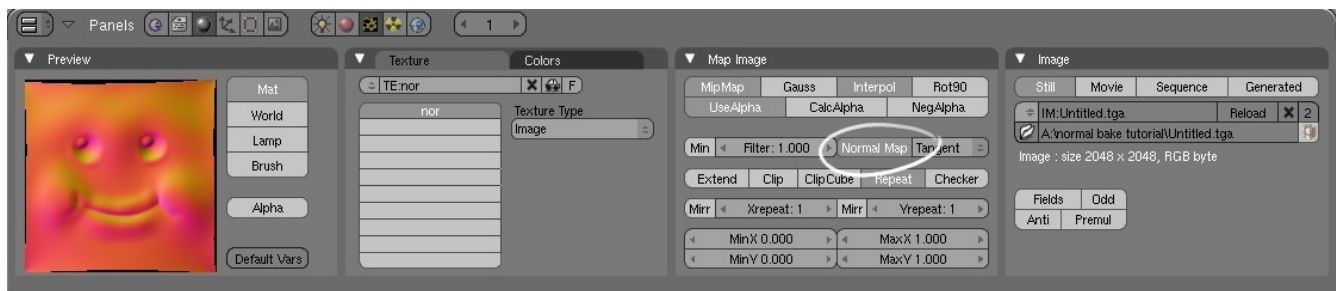 Panels 1
Preview
Mat
World
Lamp
Brush
Alpha
Default Vars
Texture Colors
TE:nor F
nor
Texture Type
Image
Map Image
MipMap Gauss Interpol Rot90
UseAlpha CalcAlpha NegAlpha
Min Filter: 1.000 Normal Map Tangent
Extend Clip ClipCube Repeat Checker
Mirr Xrepeat: 1 Mirr Yrepeat: 1
MinX 0.000 MaxX 1.000
MinY 0.000 MaxY 1.000
Image
Still Movie Sequence Generated
IM:Untitled.tga Reload X 2
A:\normal bake tutorial\Untitled.tga
Image : size 2048 x 2048, RGB byte
Fields Odd
Anti Premul